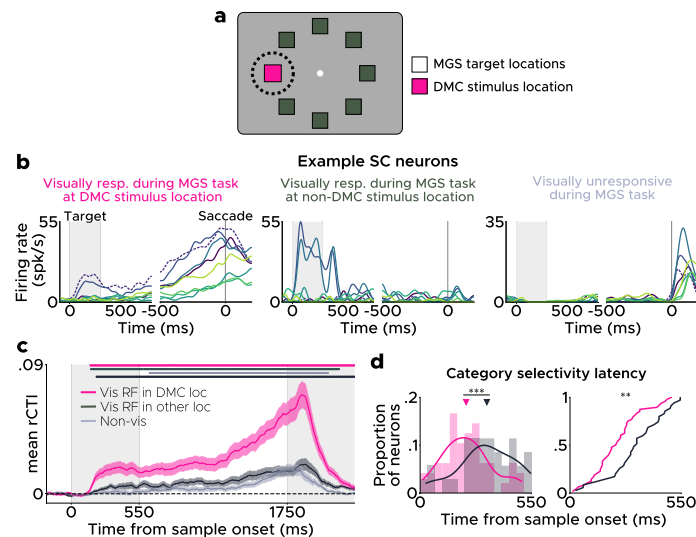 a
MGS target locations
DMC stimulus location
b
Example SC neurons
Visually resp. during MGS task
at DMC stimulus location
Visually resp. during MGS task
at non-DMC stimulus location
Visually unresponsive
during MGS task
Firing rate
(spk/s)
55
0
Target
Saccade
0
500
-500
0
Time (ms)
55
0
0
500
-500
0
Time (ms)
35
0
0
500
-500
0
Time (ms)
c
mean rCTI
.09
0
Vis RF in DMC loc
Vis RF in other loc
Non-vis
0
550
1750
Time from sample onset (ms)
d
Category selectivity latency
Proportion
of neurons
.2
.1
0
***
0
550
1
.5
0
**
0
550
Time from sample onset (ms)